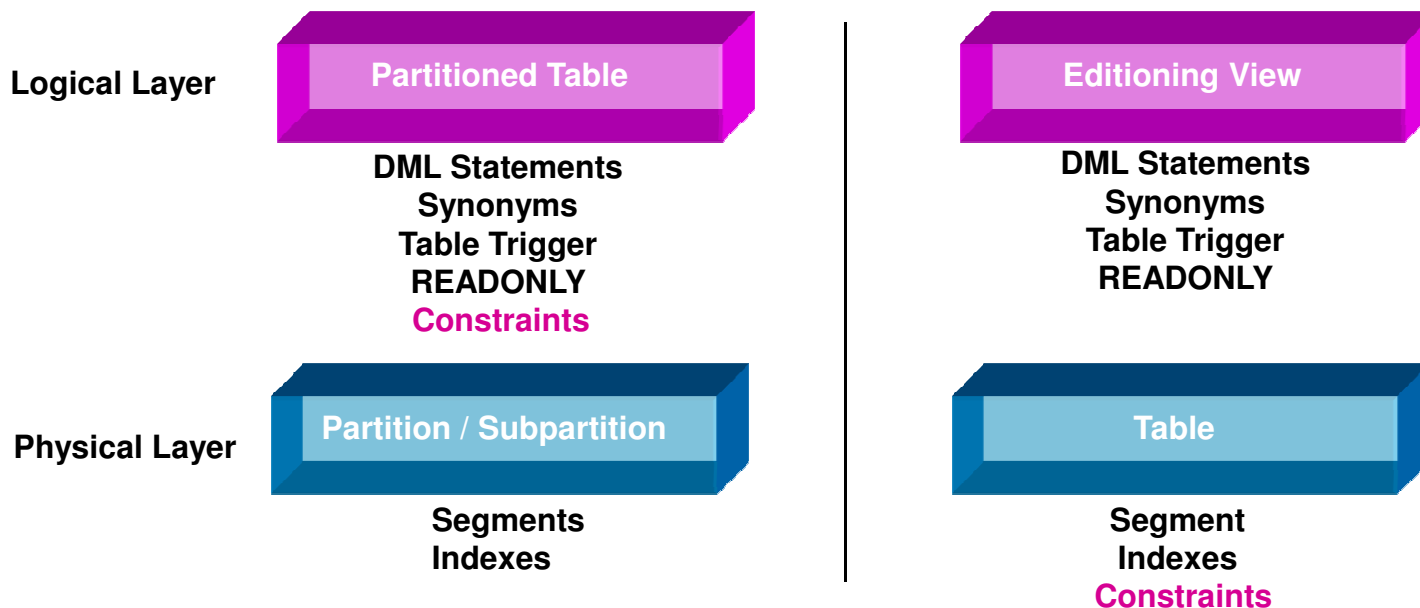 Logical Layer
Partitioned Table
DML Statements
Synonyms
Table Trigger
READONLY
Constraints
Physical Layer
Partition / Subpartition
Segments
Indexes
Editioning View
DML Statements
Synonyms
Table Trigger
READONLY
Table
Segment
Indexes
Constraints